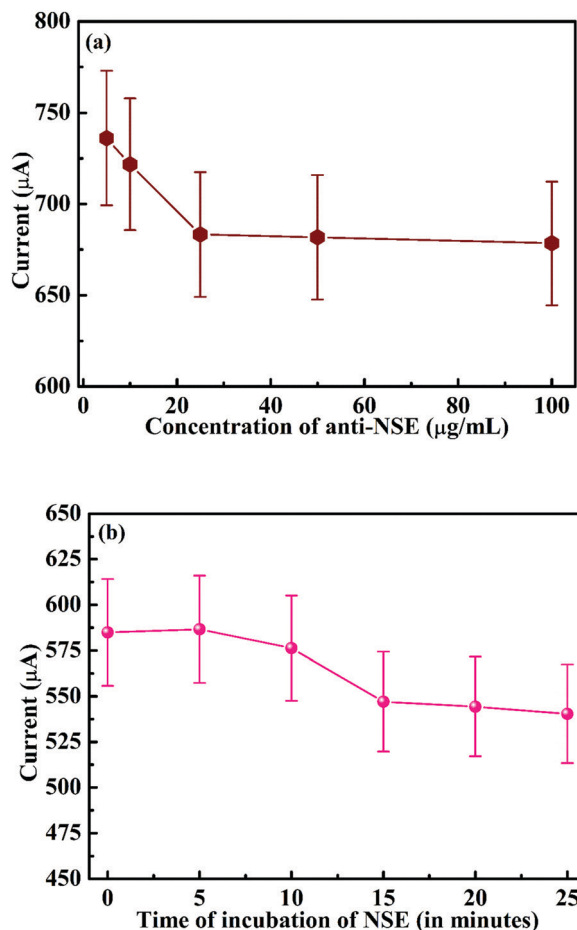 (a)
800
750
700
650
600
Current (μA)
0 20 40 60 80 100
Concentration of anti-NSE (μg/mL)
(b)
650
625
600
575
550
525
500
475
450
Current (μA)
0 5 10 15 20 25
Time of incubation of NSE (in minutes)